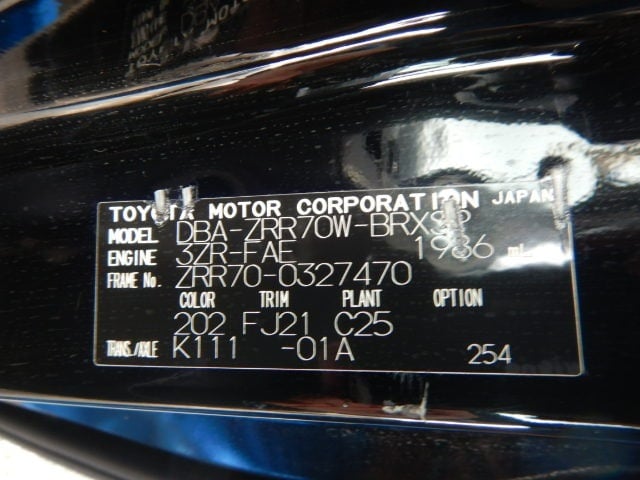 TOYOTA MOTOR CORPORATION JAPAN
MODEL DBA-ZRR70W-BRXSP
ENGINE 3ZR-FAE 1986 mL
FRAME No. ZRR70-0327470
COLOR TRIM PLANT OPTION
202 FJ21 C25
TRANS./AXLE K111 -01A 254